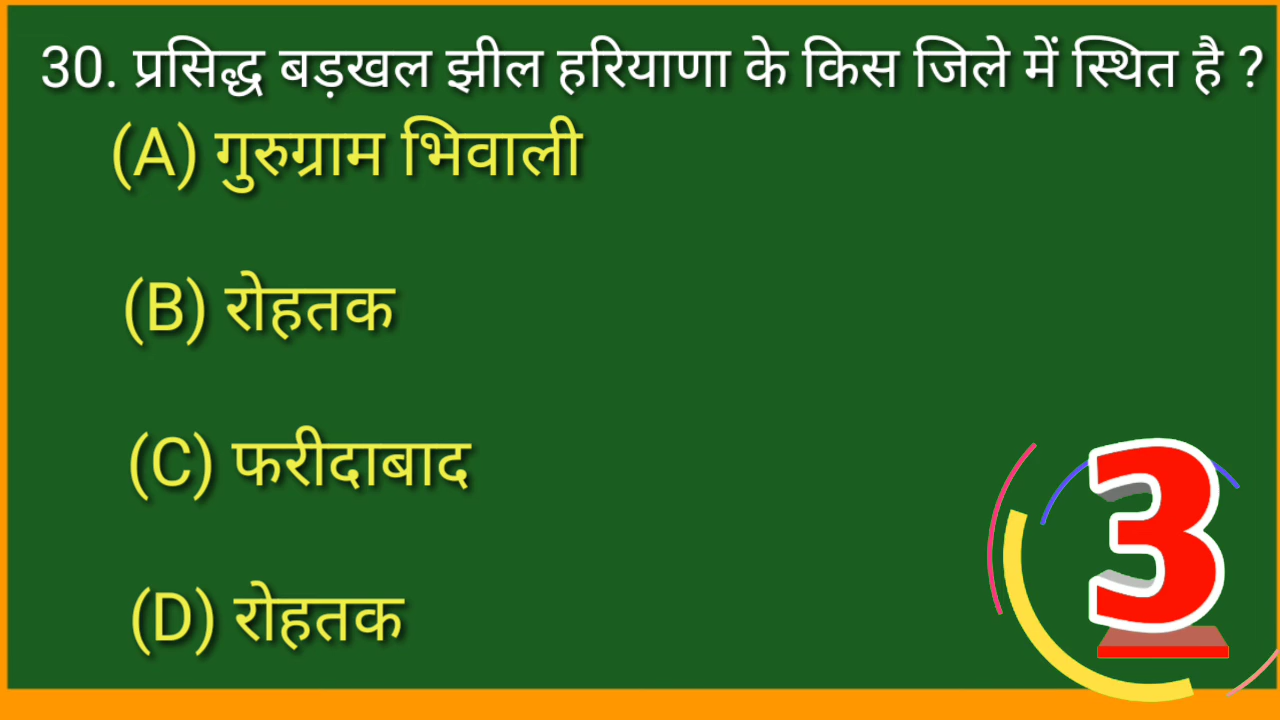 30. प्रसिद्ध बड़खल झील हरियाणा के किस जिले में स्थित है ?
(A) गुरुग्राम भिवाली
(B) रोहतक
(C) फरीदाबाद
(D) रोहतक
3